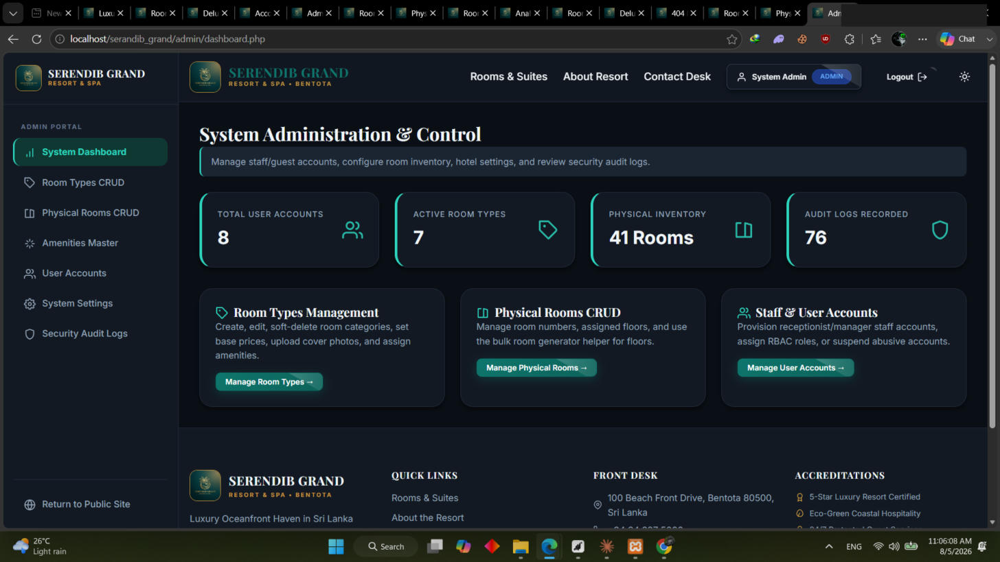 New
Luxu
Roor
Delu
Acco
Adm
Roor
Phys
Roor
Anal
Roor
Delu
404
Roor
Phys
Adn
localhost/serandib_grand/admin/dashboard.php
Chat
SERENDIB GRAND
RESORT & SPA
ADMIN PORTAL
System Dashboard
Room Types CRUD
Physical Rooms CRUD
Amenities Master
User Accounts
System Settings
Security Audit Logs
Return to Public Site
SERENDIB GRAND
RESORT & SPA • BENTOTA
Rooms & Suites
About Resort
Contact Desk
System Admin
ADMIN
Logout
System Administration & Control
Manage staff/guest accounts, configure room inventory, hotel settings, and review security audit logs.
TOTAL USER ACCOUNTS
8
ACTIVE ROOM TYPES
7
PHYSICAL INVENTORY
41 Rooms
AUDIT LOGS RECORDED
76
Room Types Management
Create, edit, soft-delete room categories, set
base prices, upload cover photos, and assign
amenities.
Manage Room Types →
Physical Rooms CRUD
Manage room numbers, assigned floors, and use
the bulk room generator helper for floors.
Manage Physical Rooms →
Staff & User Accounts
Provision receptionist/manager staff accounts,
assign RBAC roles, or suspend abusive accounts.
Manage User Accounts →
SERENDIB GRAND
RESORT & SPA • BENTOTA
Luxury Oceanfront Haven in Sri Lanka
QUICK LINKS
Rooms & Suites
About the Resort
FRONT DESK
100 Beach Front Drive, Bentota 80500,
Sri Lanka
ACCREDITATIONS
5-Star Luxury Resort Certified
Eco-Green Coastal Hospitality
26°C
Light rain
Search
ENG
11:06:08 AM
8/5/2026